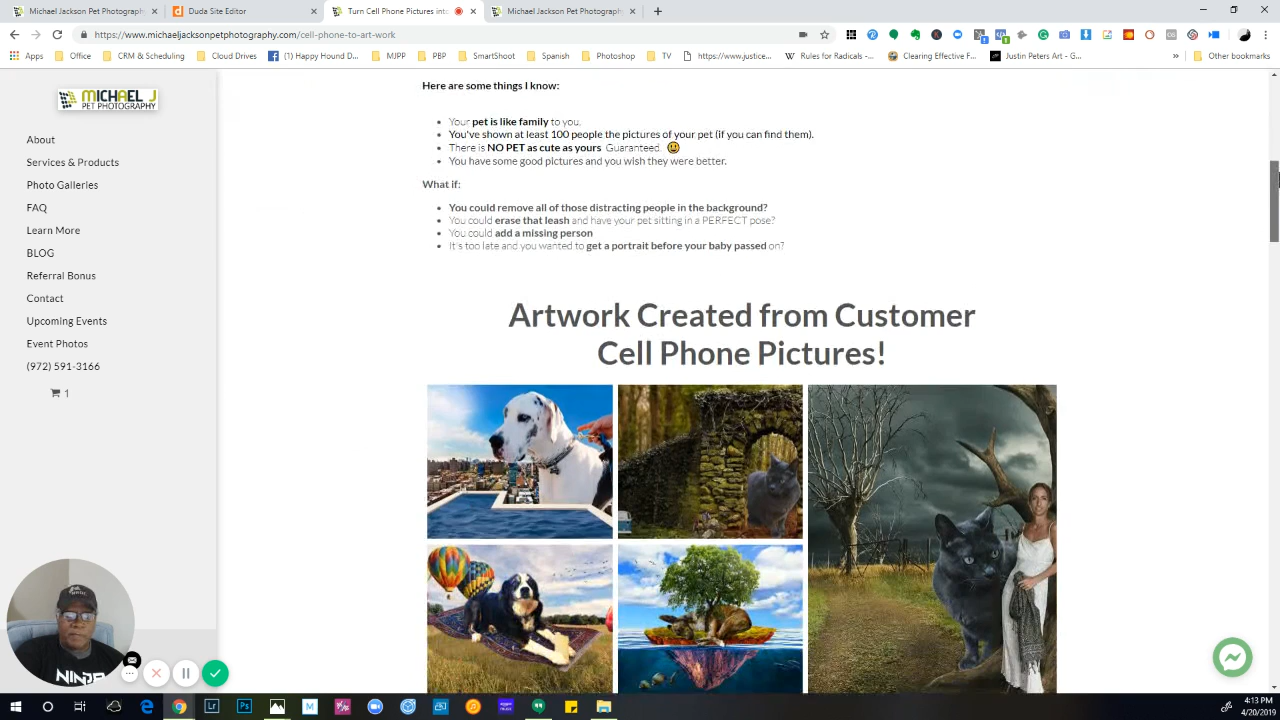 Michael Jackson Pet Photography
Duda Site Editor
Turn Cell Phone Pictures into
Michael Jackson Pet Photography
https://www.michaeljacksonpetphotography.com/cell-phone-to-art-work
Apps
Office
CRM & Scheduling
Cloud Drives
(1) Hpy Hound D...
MJPP
PBP
SmartShoot
Spanish
Photoshop
TV
https://www.justice...
Rules for Radicals -...
Clearing Effective F...
Justin Peters Art - G...
»
Other bookmarks
MICHAEL J
PET PHOTOGRAPHY
About
Services & Products
Photo Galleries
FAQ
Learn More
BLOG
Referral Bonus
Contact
Upcoming Events
Event Photos
(972) 591-3166
1
Here are some things I know:
• Your pet is like family to you.
• You've shown at least 100 people the pictures of your pet (if you can find them).
• There is NO PET as cute as yours Guaranteed.
• You have some good pictures and you wish they were better.
What if:
• You could remove all of those distracting people in the background?
• You could erase that leash and have your pet sitting in a PERFECT pose?
• You could add a missing person
• It's too late and you wanted to get a portrait before your baby passed on?
Artwork Created from Customer
Cell Phone Pictures!
NINJA
4:13 PM
4/20/2019